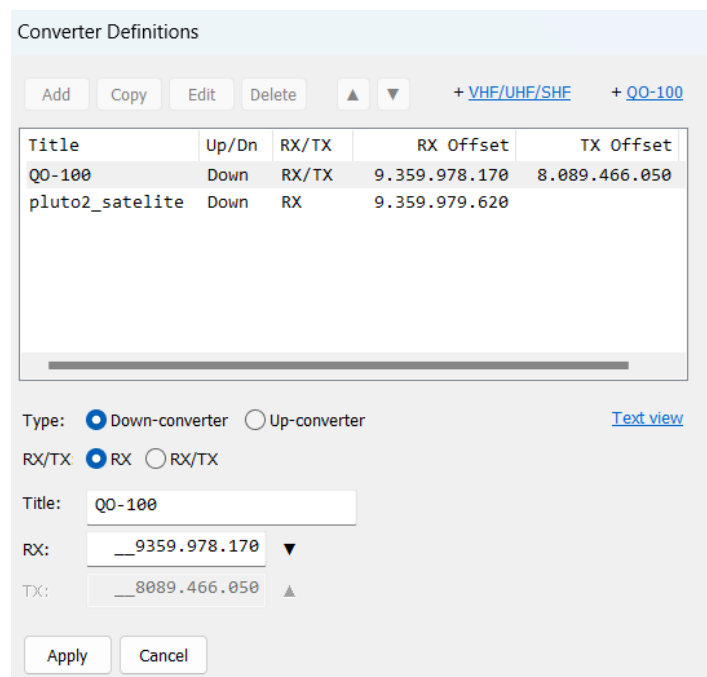 Converter Definitions
Add Copy Edit Delete ▲ ▼ + VHF/UHF/SHF + QO-100
Title Up/Dn RX/TX RX Offset TX Offset
QO-100 Down RX/TX 9.359.978.170 8.089.466.050
pluto2_satelite Down RX 9.359.979.620
Type: Down-converter Up-converter Text view
RX/TX: RX RX/TX
Title: QO-100
RX: __9359.978.170 ▼
TX: __8089.466.050 ▲
Apply Cancel